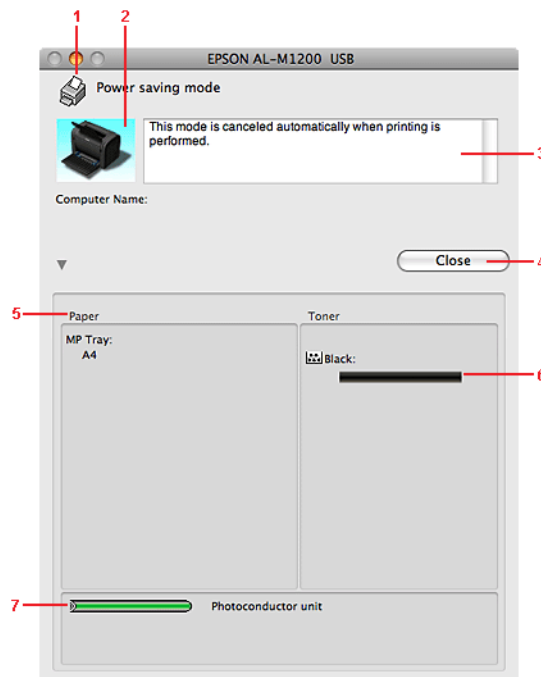 1 2
EPSON AL-M1200 USB
Power saving mode
This mode is canceled automatically when printing is
performed.
3
Computer Name:
Close
4
5
Paper
Toner
MP Tray:
A4
Black:
6
7
Photoconductor unit